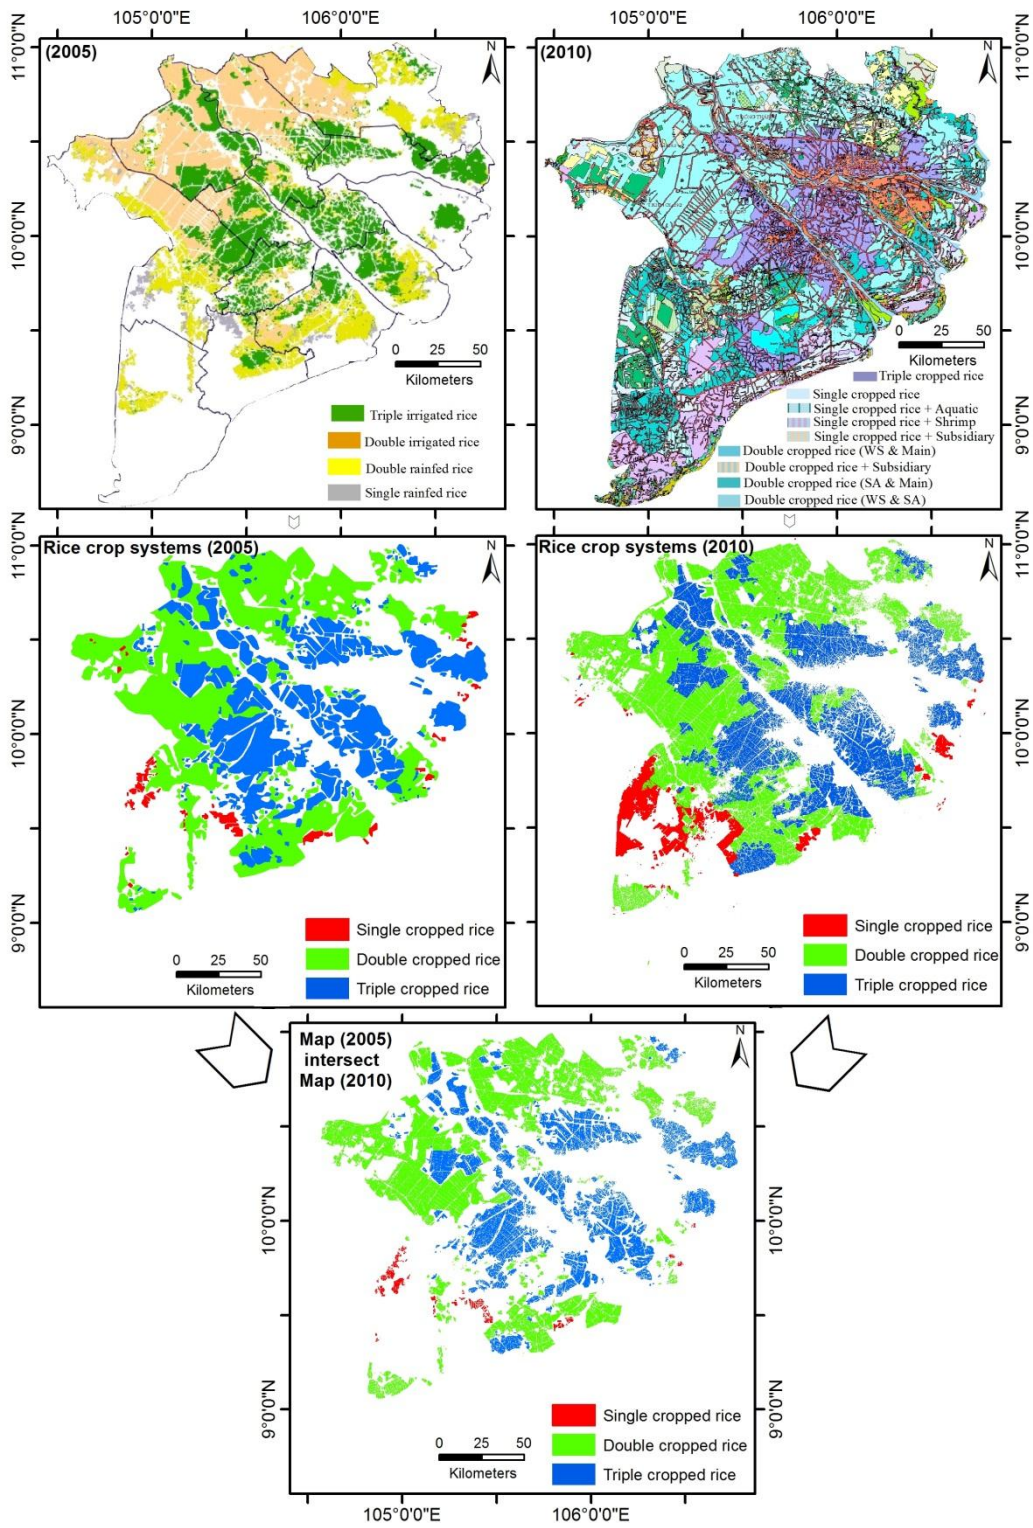 105°0'0"E 106°0'0"E 105°0'0"E 106°0'0"E
(2005)
N
11°0'0"N
10°0'0"N
9°0'0"N
0 25 50
Kilometers
Triple irrigated rice
Double irrigated rice
Double rainfed rice
Single rainfed rice
(2010)
N
11°0'0"N
10°0'0"N
9°0'0"N
0 25 50
Kilometers
Triple cropped rice
Single cropped rice
Single cropped rice + Aquatic
Single cropped rice + Shrimp
Single cropped rice + Subsidiary
Double cropped rice (WS & Main)
Double cropped rice + Subsidiary
Double cropped rice (SA & Main)
Double cropped rice (WS & SA)
Rice crop systems (2005)
N
11°0'0"N
10°0'0"N
9°0'0"N
0 25 50
Kilometers
Single cropped rice
Double cropped rice
Triple cropped rice
Rice crop systems (2010)
N
11°0'0"N
10°0'0"N
9°0'0"N
0 25 50
Kilometers
Single cropped rice
Double cropped rice
Triple cropped rice
Map (2005)
intersect
Map (2010)
N
10°0'0"N
9°0'0"N
10°0'0"N
9°0'0"N
0 25 50
Kilometers
Single cropped rice
Double cropped rice
Triple cropped rice
105°0'0"E 106°0'0"E